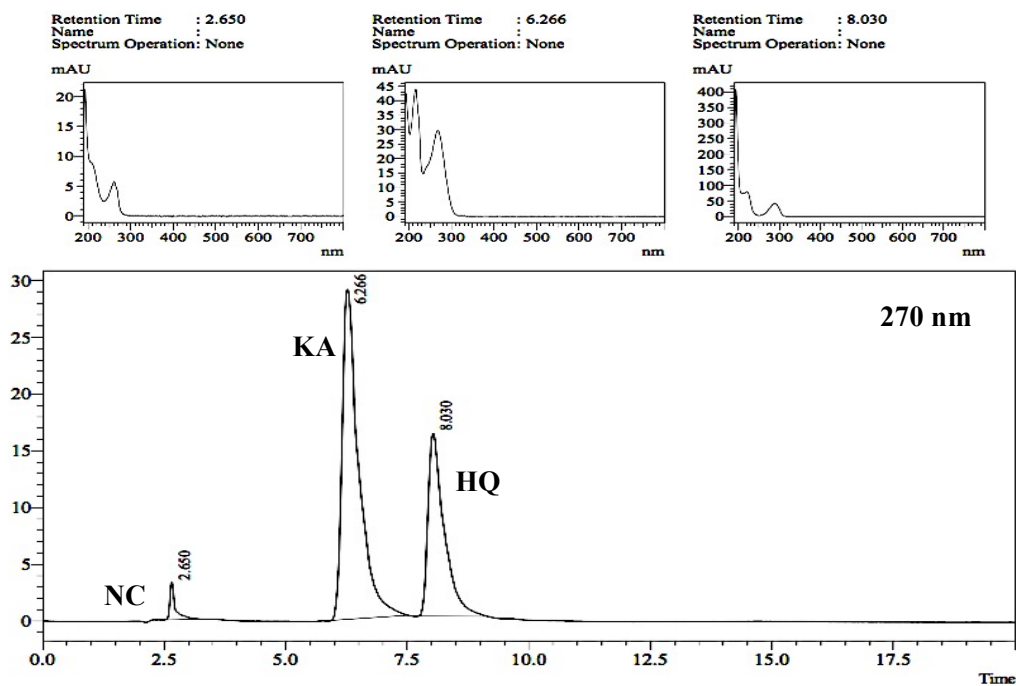 Retention Time : 2.650
Name :
Spectrum Operation: None
mAU
20
15
10
5
0
200 300 400 500 600 700
nm
Retention Time : 6.266
Name :
Spectrum Operation: None
mAU
45
40
35
30
25
20
15
10
5
0
200 300 400 500 600 700
nm
Retention Time : 8.030
Name :
Spectrum Operation: None
mAU
400
350
300
250
200
150
100
50
0
200 300 400 500 600 700
nm
30
25
20
15
10
5
0
270 nm
KA
6.266
8.030
HQ
NC
2.650
0.0 2.5 5.0 7.5 10.0 12.5 15.0 17.5
Time